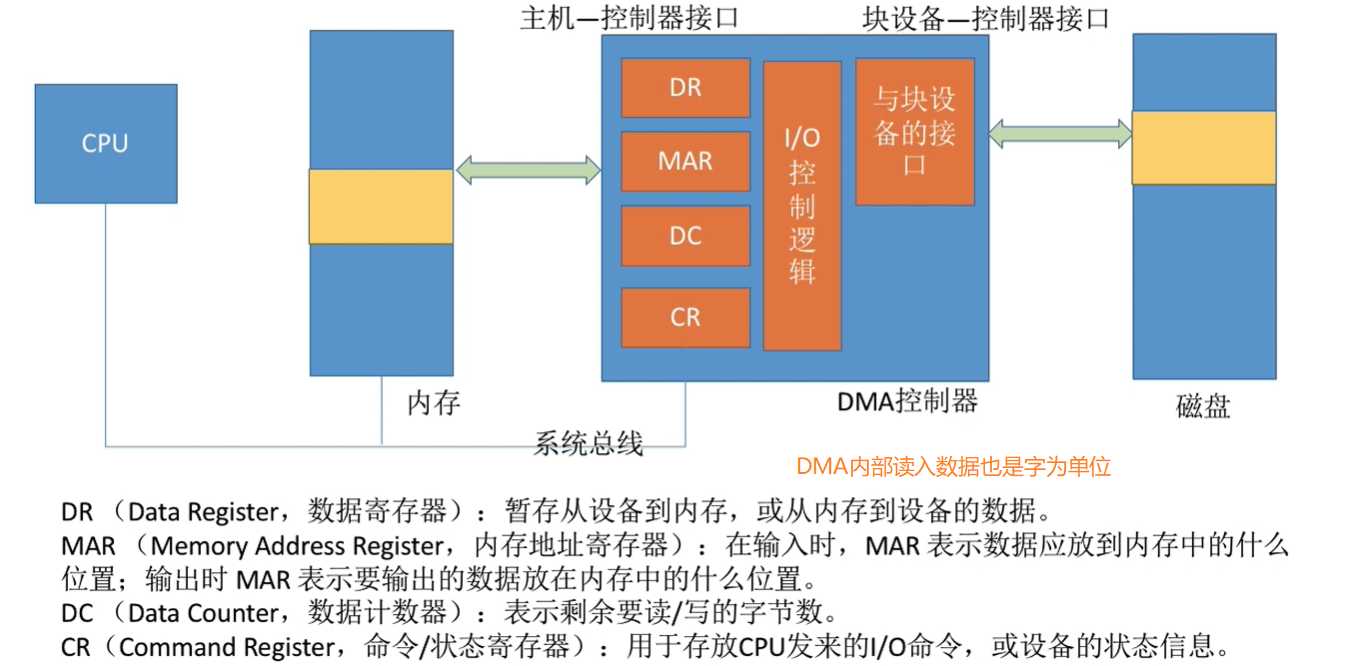 主机—控制器接口
块设备—控制器接口
CPU
DR
MAR
DC
CR
I/O
控
制
逻
辑
与块设
备的接
口
内存
DMA控制器
磁盘
系统总线
DMA内部读入数据也是字为单位
DR （Data Register，数据寄存器）：暂存从设备到内存，或从内存到设备的数据。
MAR （Memory Address Register，内存地址寄存器）：在输入时，MAR 表示数据应放到内存中的什么
位置；输出时 MAR 表示要输出的数据放在内存中的什么位置。
DC （Data Counter，数据计数器）：表示剩余要读/写的字节数。
CR（Command Register，命令/状态寄存器）：用于存放CPU发来的I/O命令，或设备的状态信息。